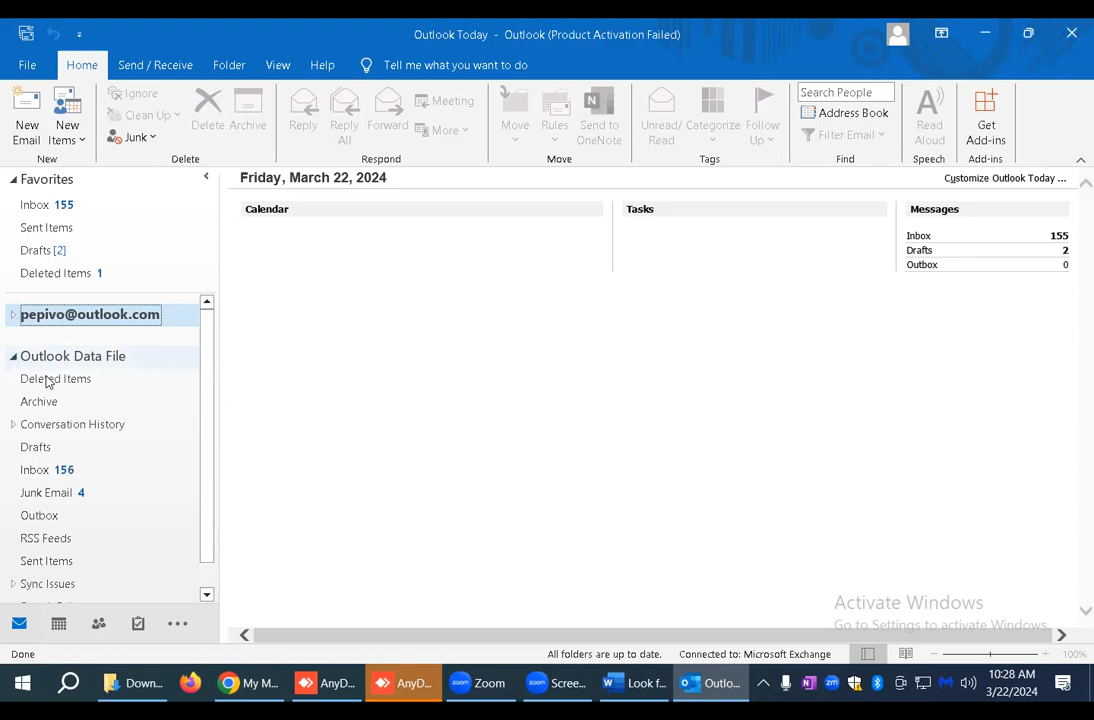 Outlook Today - Outlook (Product Activation Failed)
File Home Send / Receive Folder View Help Tell me what you want to do
New Email
New Items
New
Ignore
Clean Up
Junk
Delete
Archive
Delete
Reply
Reply All
Forward
Meeting
More
Respond
Move
Rules
Send to OneNote
Move
Unread/ Read
Categorize
Follow Up
Tags
Search People
Address Book
Filter Email
Find
Read Aloud
Speech
Get Add-ins
Add-ins
Favorites
Inbox 155
Sent Items
Drafts [2]
Deleted Items 1
pepivo@outlook.com
Outlook Data File
Deleted Items
Archive
Conversation History
Drafts
Inbox 156
Junk Email 4
Outbox
RSS Feeds
Sent Items
Sync Issues
Friday, March 22, 2024
Customize Outlook Today ...
Calendar
Tasks
Messages
Inbox 155
Drafts 2
Outbox 0
Activate Windows
Go to Settings to activate Windows.
Done
All folders are up to date.
Connected to: Microsoft Exchange
100%
Down...
My M...
AnyD...
AnyD...
Zoom
Scree...
Look f...
Outlo...
10:28 AM
3/22/2024